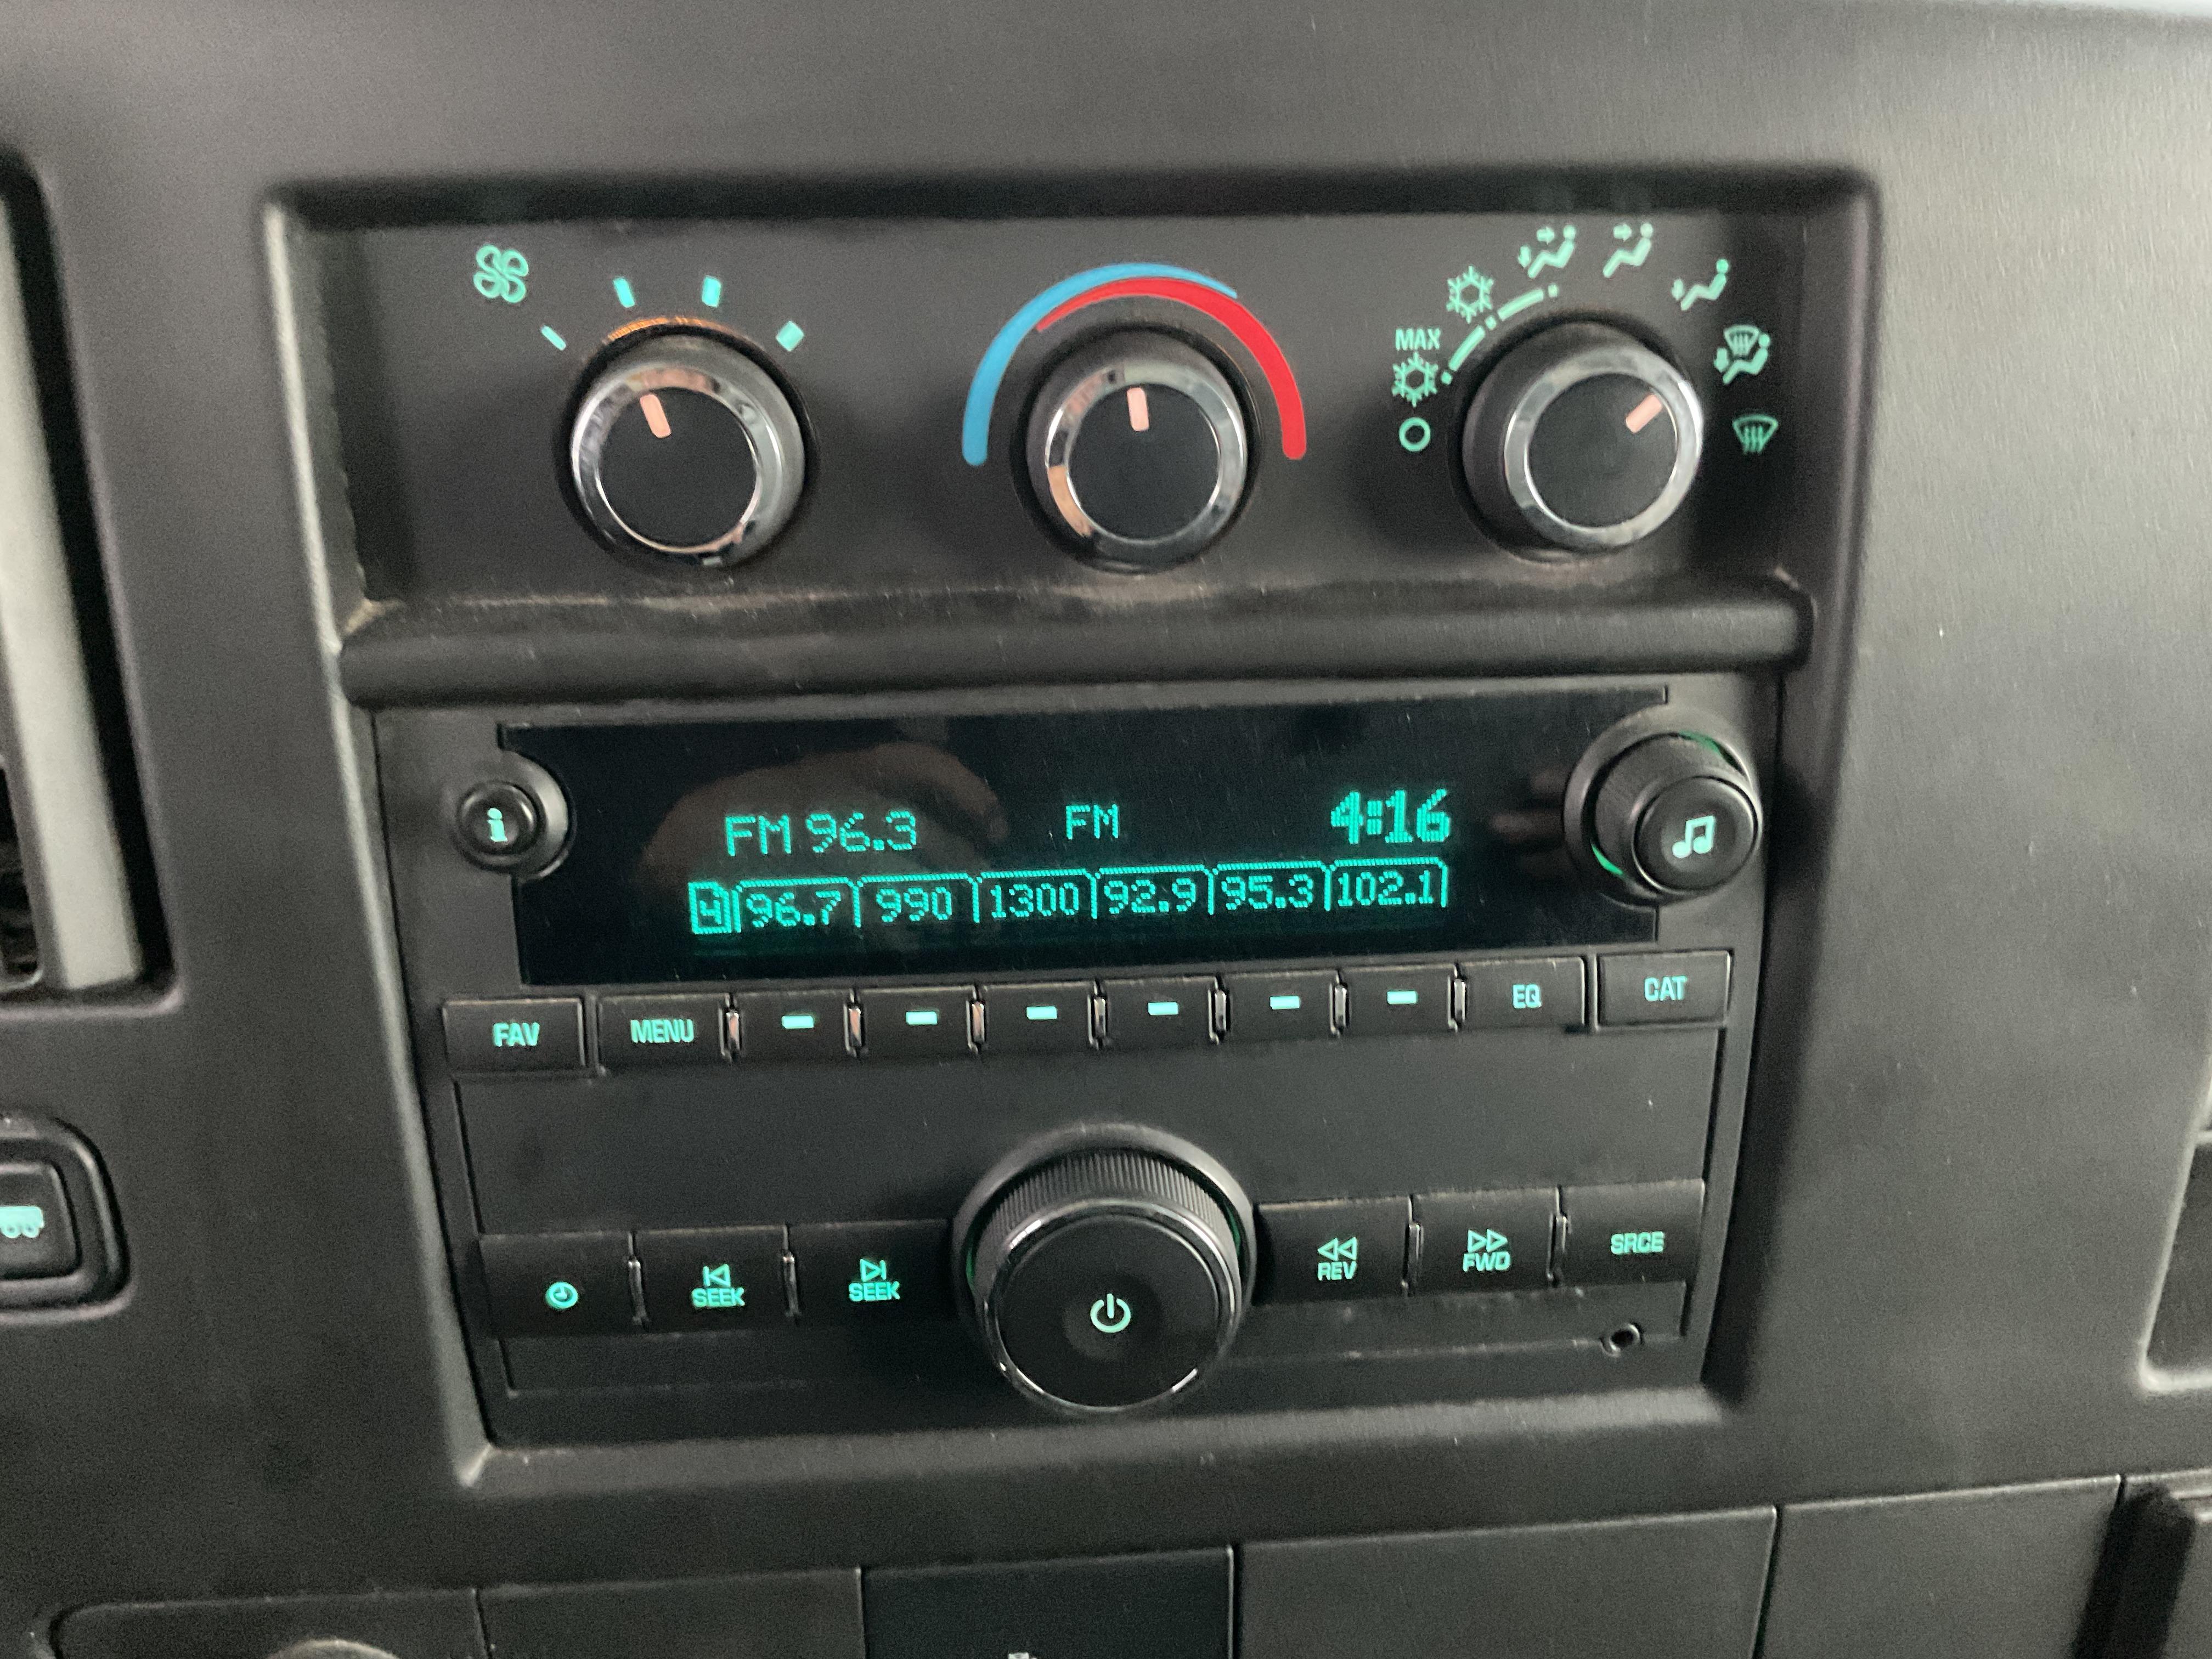 MAX
i
FM 96.3 FM 4:16
4 96.7 990 1300 92.9 95.3 102.1
FAV MENU EQ CAT
SEEK SEEK REV FWD SRCE